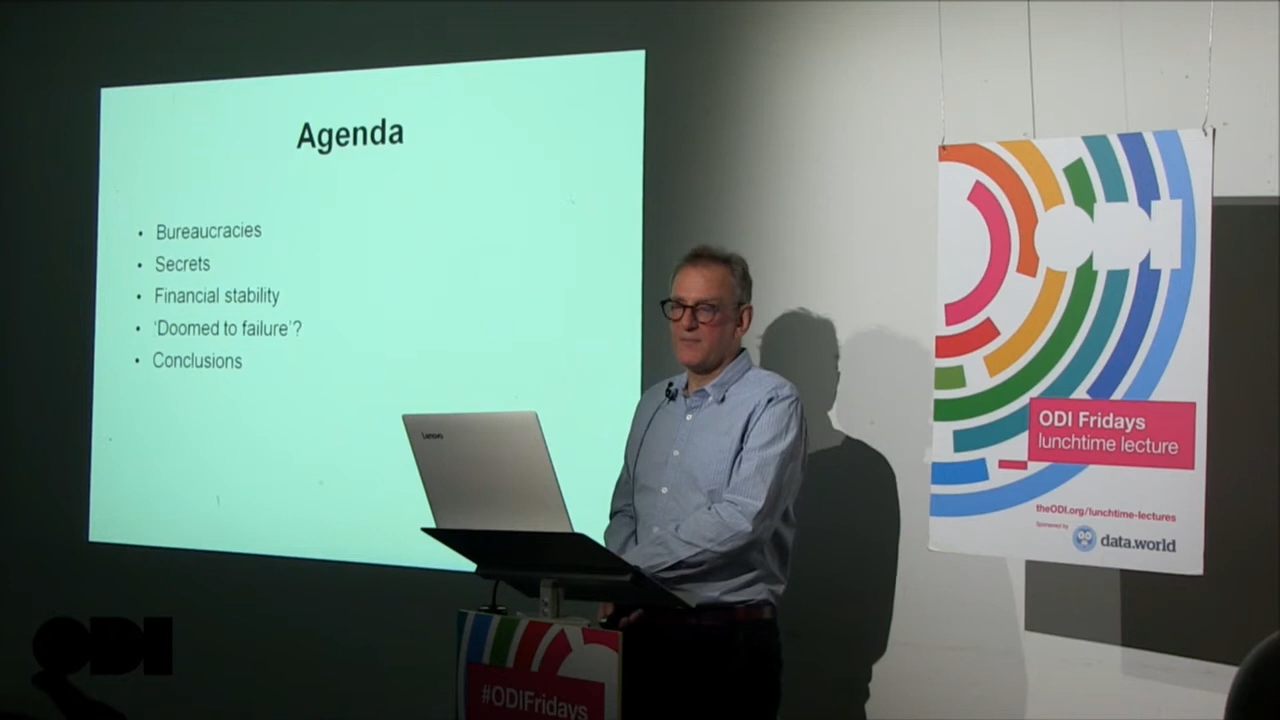 Agenda
• Bureaucracies
• Secrets
• Financial stability
• ‘Doomed to failure’?
• Conclusions
Lenovo
ODI
ODI Fridays
lunchtime lecture
theODI.org/lunchtime-lectures
Sponsored by
data.world
#ODIFridays
ODI